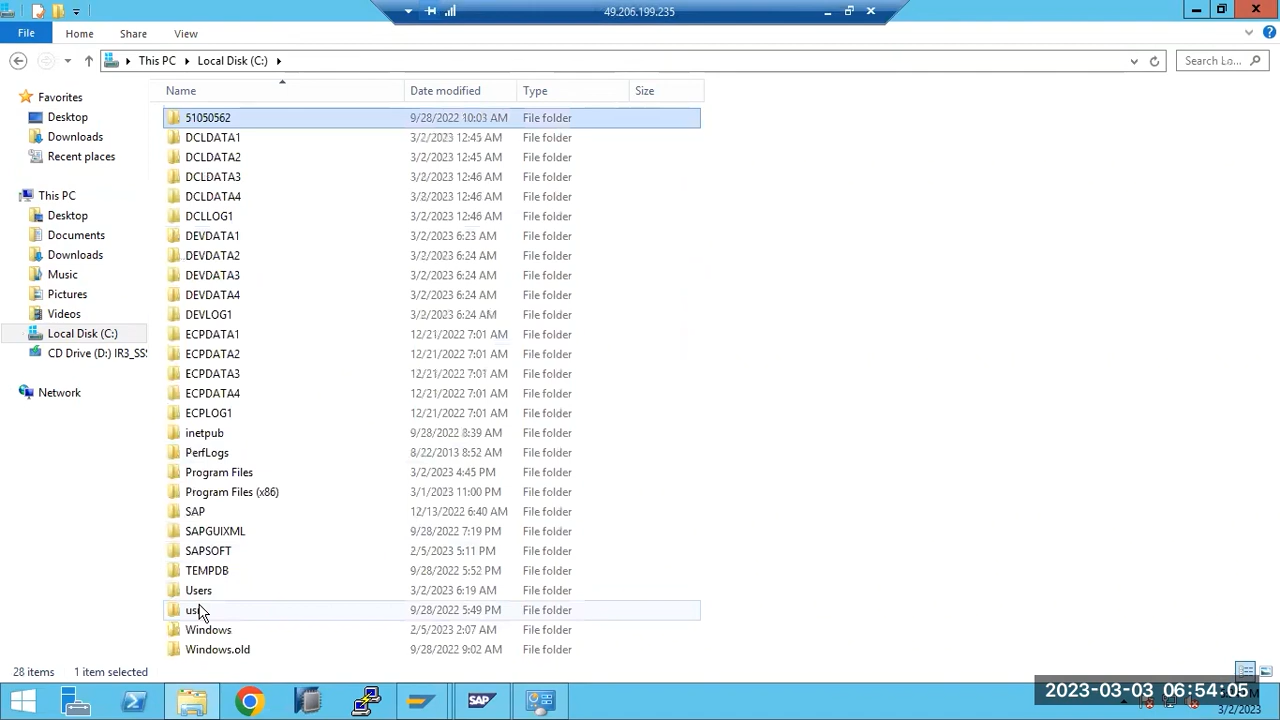 49.206.199.235
File Home Share View
This PC Local Disk (C:) Search Lo...
Name Date modified Type Size
Favorites
Desktop
Downloads
Recent places
This PC
Desktop
Documents
Downloads
Music
Pictures
Videos
Local Disk (C:)
CD Drive (D:) IR3_SS
Network
51050562 9/28/2022 10:03 AM File folder
DCLDATA1 3/2/2023 12:45 AM File folder
DCLDATA2 3/2/2023 12:45 AM File folder
DCLDATA3 3/2/2023 12:46 AM File folder
DCLDATA4 3/2/2023 12:46 AM File folder
DCLLOG1 3/2/2023 12:46 AM File folder
DEVDATA1 3/2/2023 6:23 AM File folder
DEVDATA2 3/2/2023 6:24 AM File folder
DEVDATA3 3/2/2023 6:24 AM File folder
DEVDATA4 3/2/2023 6:24 AM File folder
DEVLOG1 3/2/2023 6:24 AM File folder
ECPDATA1 12/21/2022 7:01 AM File folder
ECPDATA2 12/21/2022 7:01 AM File folder
ECPDATA3 12/21/2022 7:01 AM File folder
ECPDATA4 12/21/2022 7:01 AM File folder
ECPLOG1 12/21/2022 7:01 AM File folder
inetpub 9/28/2022 8:39 AM File folder
PerfLogs 8/22/2013 8:52 AM File folder
Program Files 3/2/2023 4:45 PM File folder
Program Files (x86) 3/1/2023 11:00 PM File folder
SAP 12/13/2022 6:40 AM File folder
SAPGUIXML 9/28/2022 7:19 PM File folder
SAPSOFT 2/5/2023 5:11 PM File folder
TEMPDB 9/28/2022 5:52 PM File folder
Users 3/2/2023 6:19 AM File folder
9/28/2022 5:49 PM File folder
Windows 2/5/2023 2:07 AM File folder
Windows.old 9/28/2022 9:02 AM File folder
28 items 1 item selected
SAP
2023-03-03 06:54:05
3/2/2023